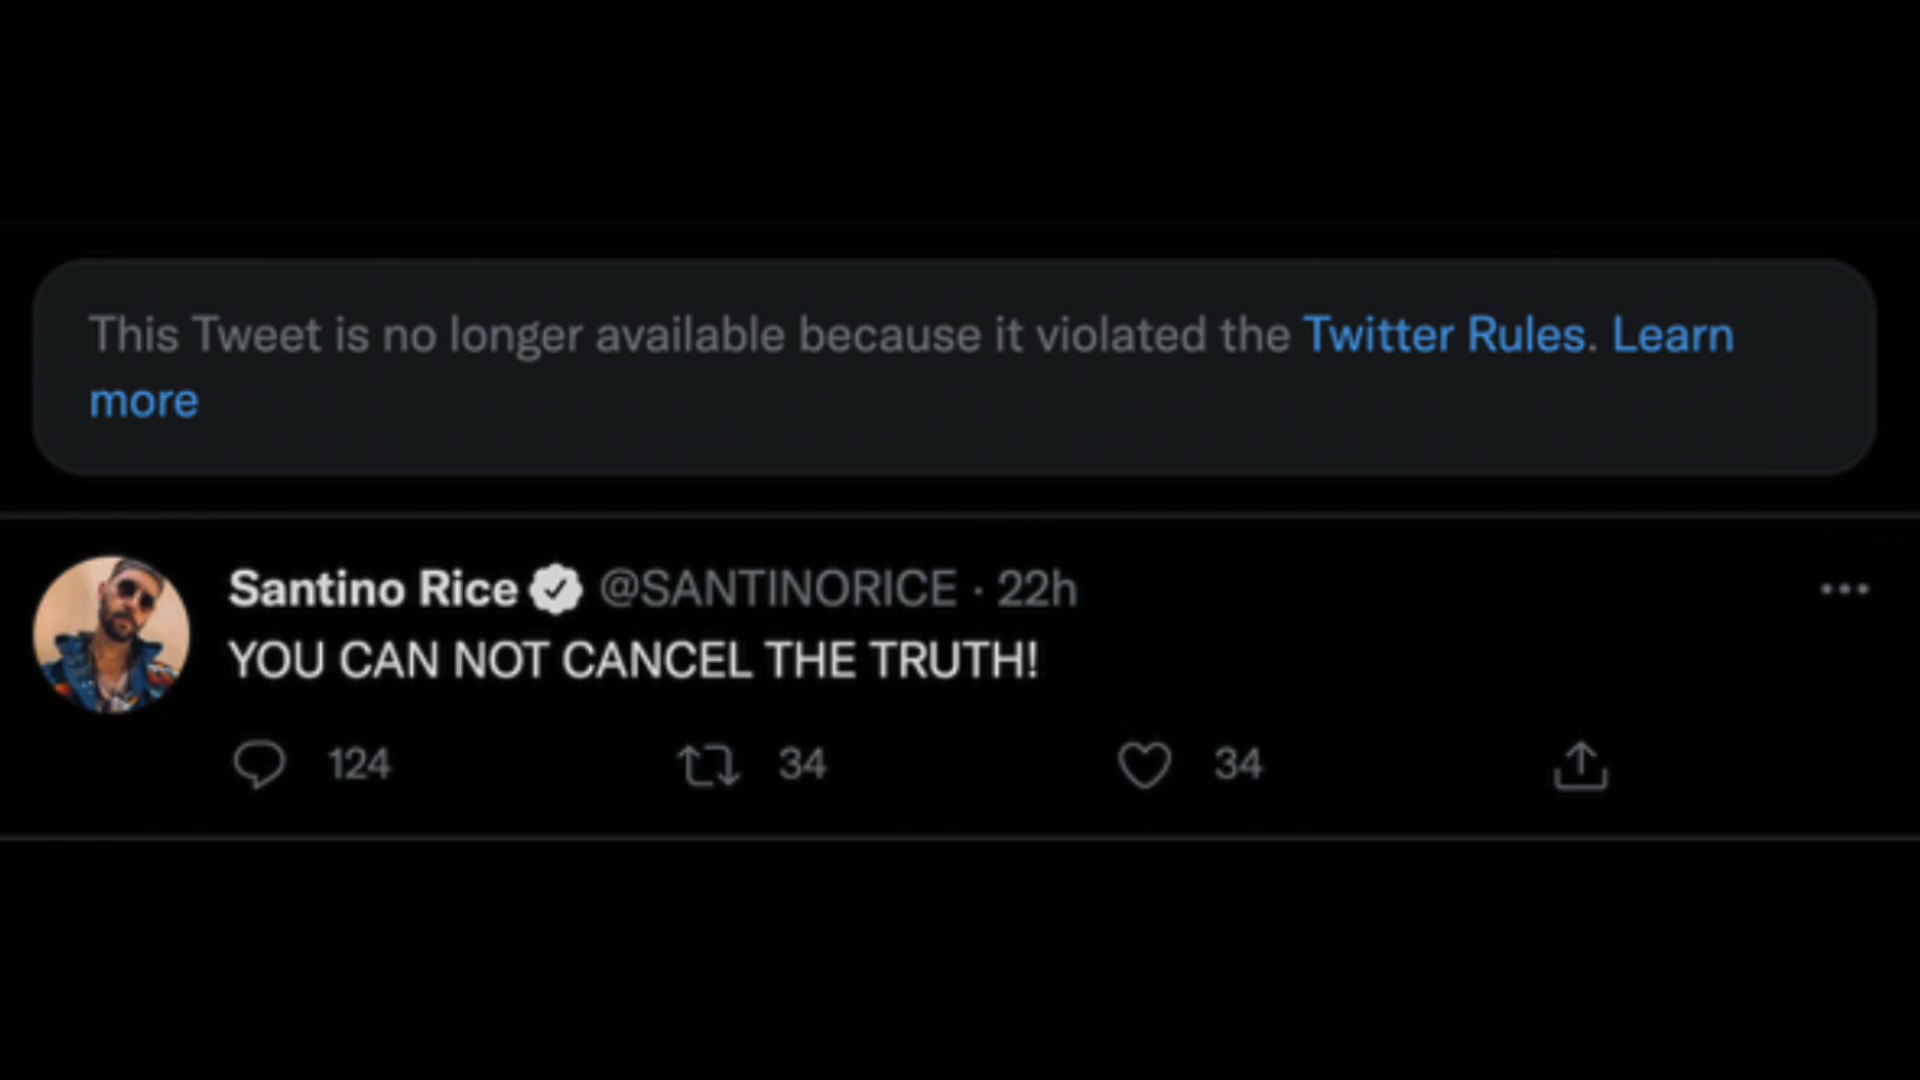 This Tweet is no longer available because it violated the Twitter Rules. Learn
more
Santino Rice @SANTINORICE · 22h
YOU CAN NOT CANCEL THE TRUTH!
124 34 34